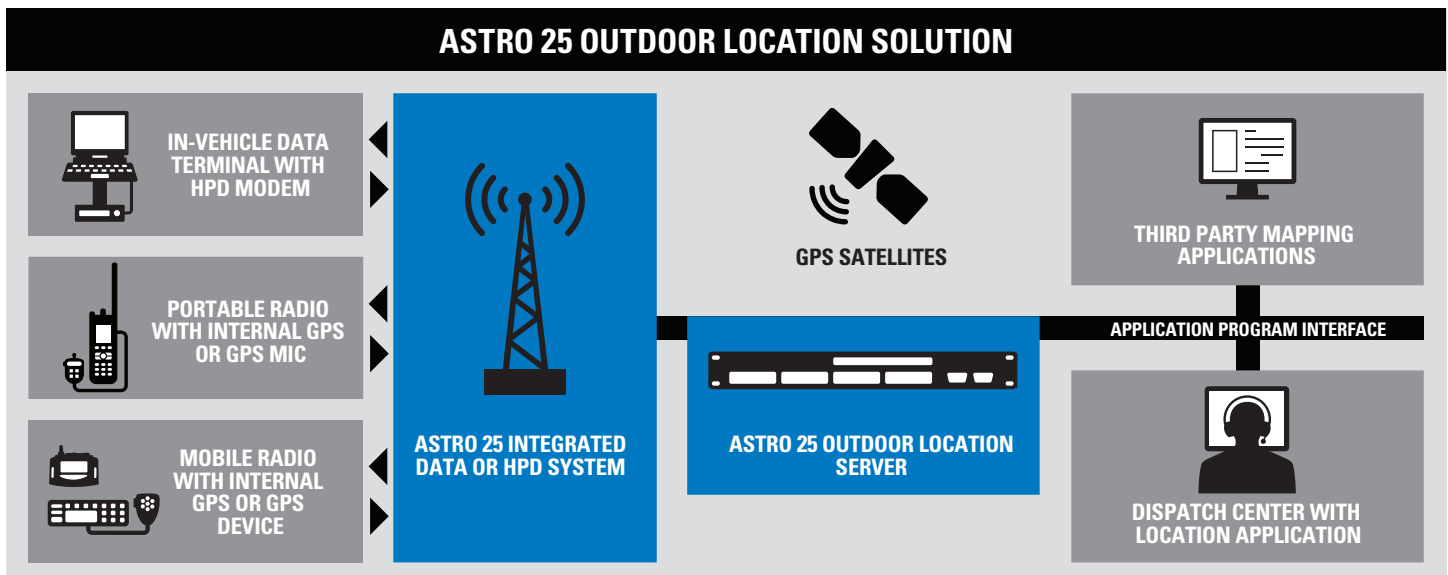 ASTRO 25 OUTDOOR LOCATION SOLUTION
IN-VEHICLE DATA
TERMINAL WITH
HPD MODEM
PORTABLE RADIO
WITH INTERNAL GPS
OR GPS MIC
MOBILE RADIO
WITH INTERNAL
GPS OR GPS
DEVICE
ASTRO 25 INTEGRATED
DATA OR HPD SYSTEM
GPS SATELLITES
ASTRO 25 OUTDOOR LOCATION
SERVER
THIRD PARTY MAPPING
APPLICATIONS
APPLICATION PROGRAM INTERFACE
DISPATCH CENTER WITH
LOCATION APPLICATION